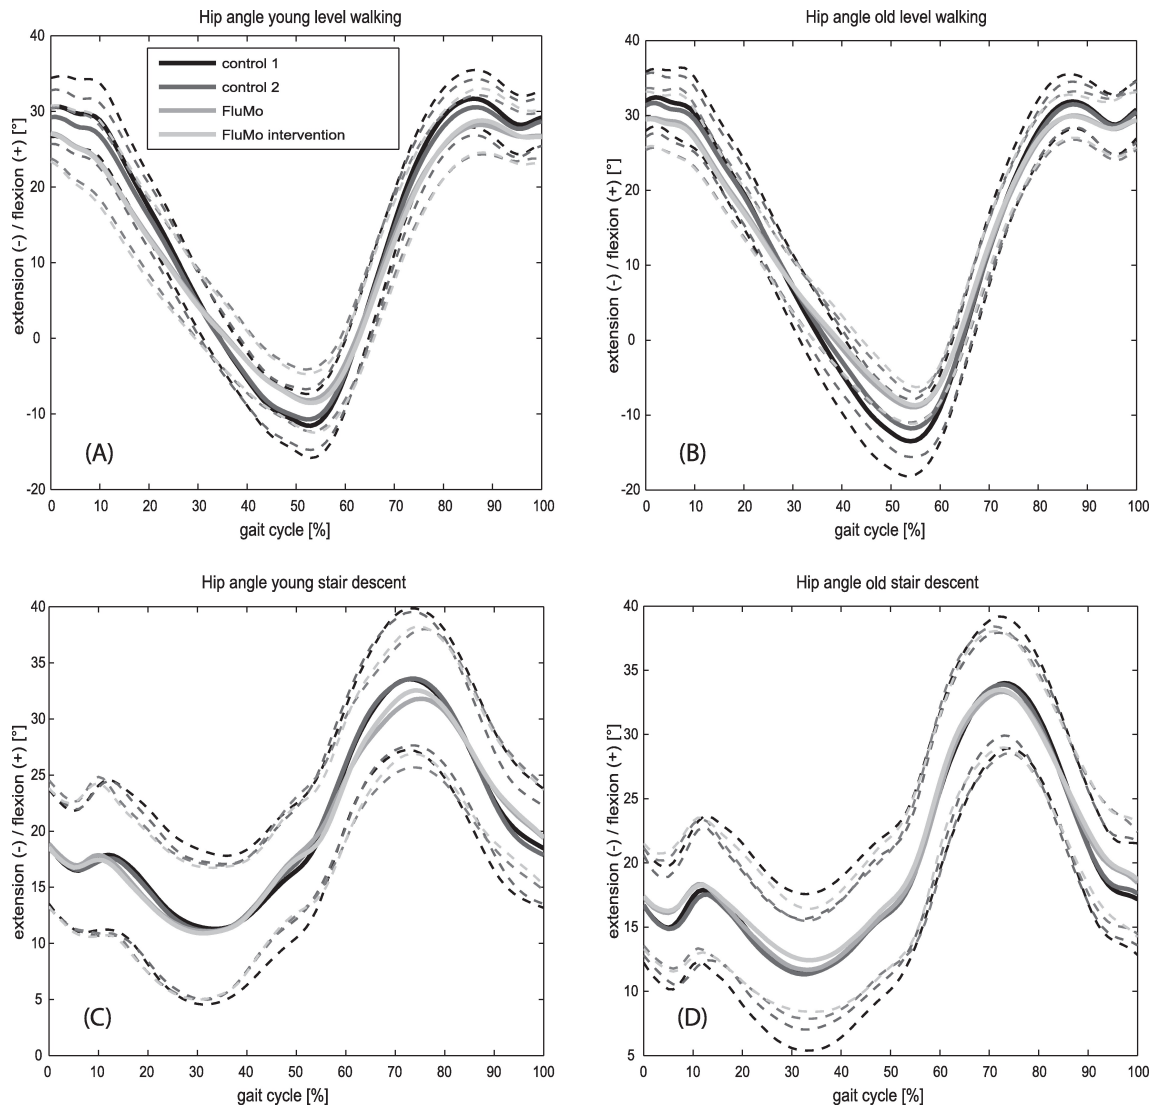 Hip angle young level walking
extension (-) / flexion (+) [°]
40
30
20
10
0
-10
-20
control 1
control 2
FluMo
FluMo intervention
(A)
0 10 20 30 40 50 60 70 80 90 100
gait cycle [%]
Hip angle old level walking
extension (-) / flexion (+) [°]
40
30
20
10
0
-10
-20
(B)
0 10 20 30 40 50 60 70 80 90 100
gait cycle [%]
Hip angle young stair descent
extension (-) / flexion (+) [°]
40
35
30
25
20
15
10
5
0
(C)
0 10 20 30 40 50 60 70 80 90 100
gait cycle [%]
Hip angle old stair descent
extension (-) / flexion (+) [°]
40
35
30
25
20
15
10
5
(D)
0 10 20 30 40 50 60 70 80 90 100
gait cycle [%]